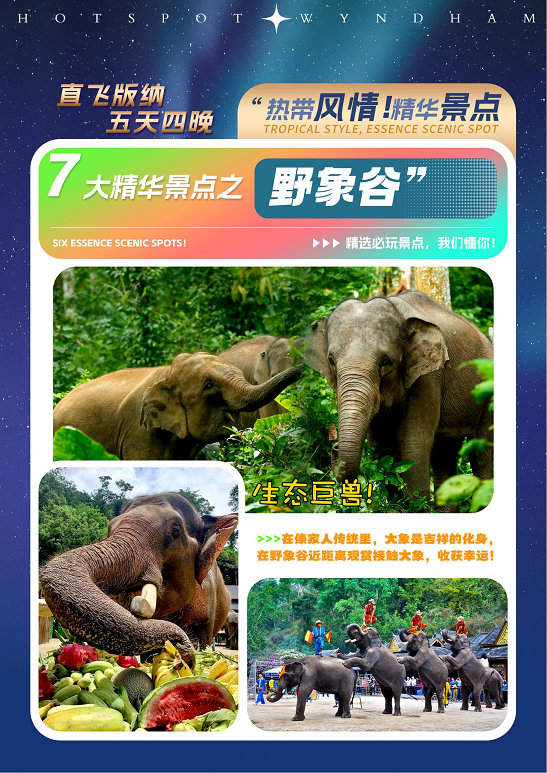 HOTSPOT WYNDHAM
直飞版纳
五天四晚
“热带风情!精华景点
TROPICAL STYLE, ESSENCE SCENIC SPOT
7大精华景点之 野象谷”
SIX ESSENCE SCENIC SPOTS!
精选必玩景点，我们懂你！
生态巨兽!
>>>在傣家人传统里，大象是吉祥的化身，
在野象谷近距离观赏接触大象，收获幸运！